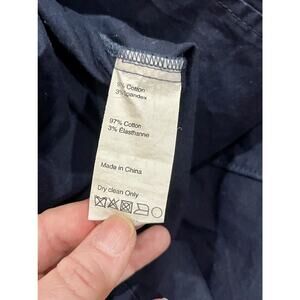 Cotton
3% Spandex
97% Cotton
3% Elasthanne
Made in China
Dry clean Only